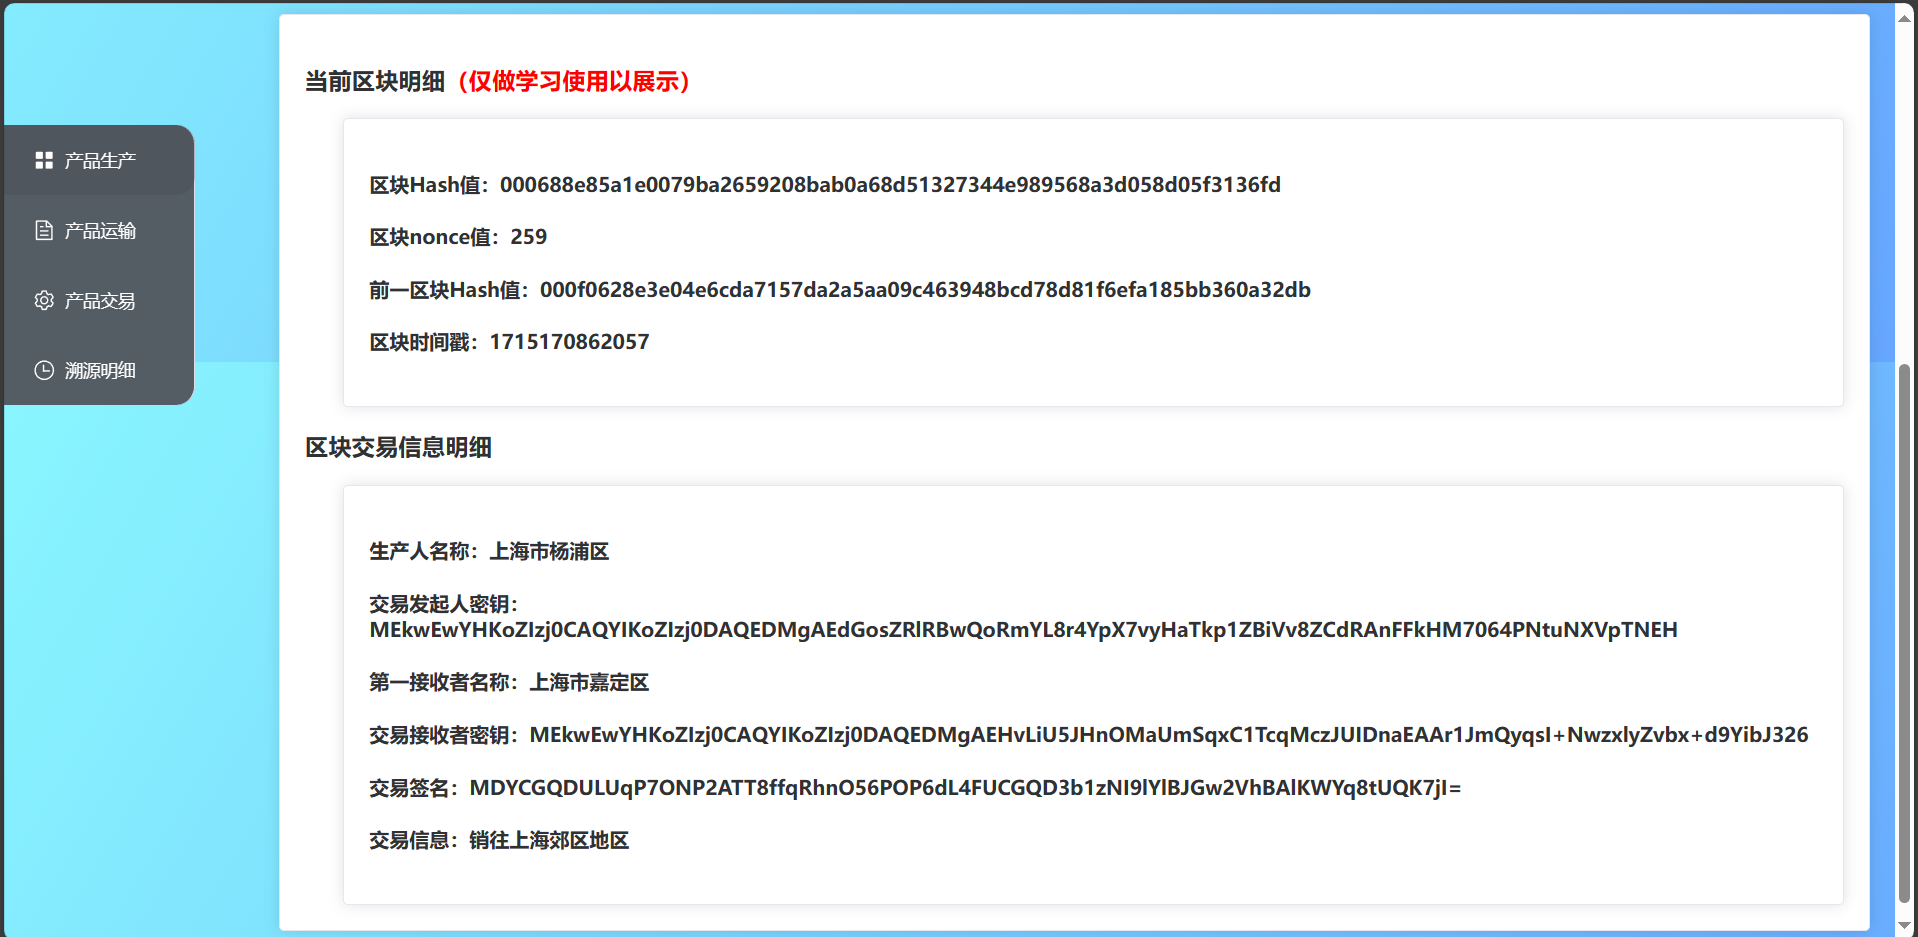 当前区块明细（仅做学习使用以展示）
产品生产
产品运输
产品交易
溯源明细
区块Hash值：000688e85a1e0079ba2659208bab0a68d51327344e989568a3d058d05f3136fd
区块nonce值：259
前一区块Hash值：000f0628e3e04e6cda7157da2a5aa09c463948bcd78d81f6efa185bb360a32db
区块时间戳：1715170862057
区块交易信息明细
生产人名称：上海市杨浦区
交易发起人密钥：
MEkwEwYHKoZIzj0CAQYIKoZIzj0DAQEDMgAEdGosZRlRBwQoRmYL8r4YpX7vyHaTkp1ZBiVv8ZCdRAnFFkHM7064PNtuNXVpTNEH
第一接收者名称：上海市嘉定区
交易接收者密钥：MEkwEwYHKoZIzj0CAQYIKoZIzj0DAQEDMgAEHvLiU5JHnOMaUmSqxC1TcqMczJUIDnaEAAr1JmQyqsI+NwzxlyZvbx+d9YibJ326
交易签名：MDYCGQDULUqP7ONP2ATT8ffqRhnO56POP6dL4FUCGQD3b1zNI9lYlBJGw2VhBAlKWYq8tUQK7jI=
交易信息：销往上海郊区地区